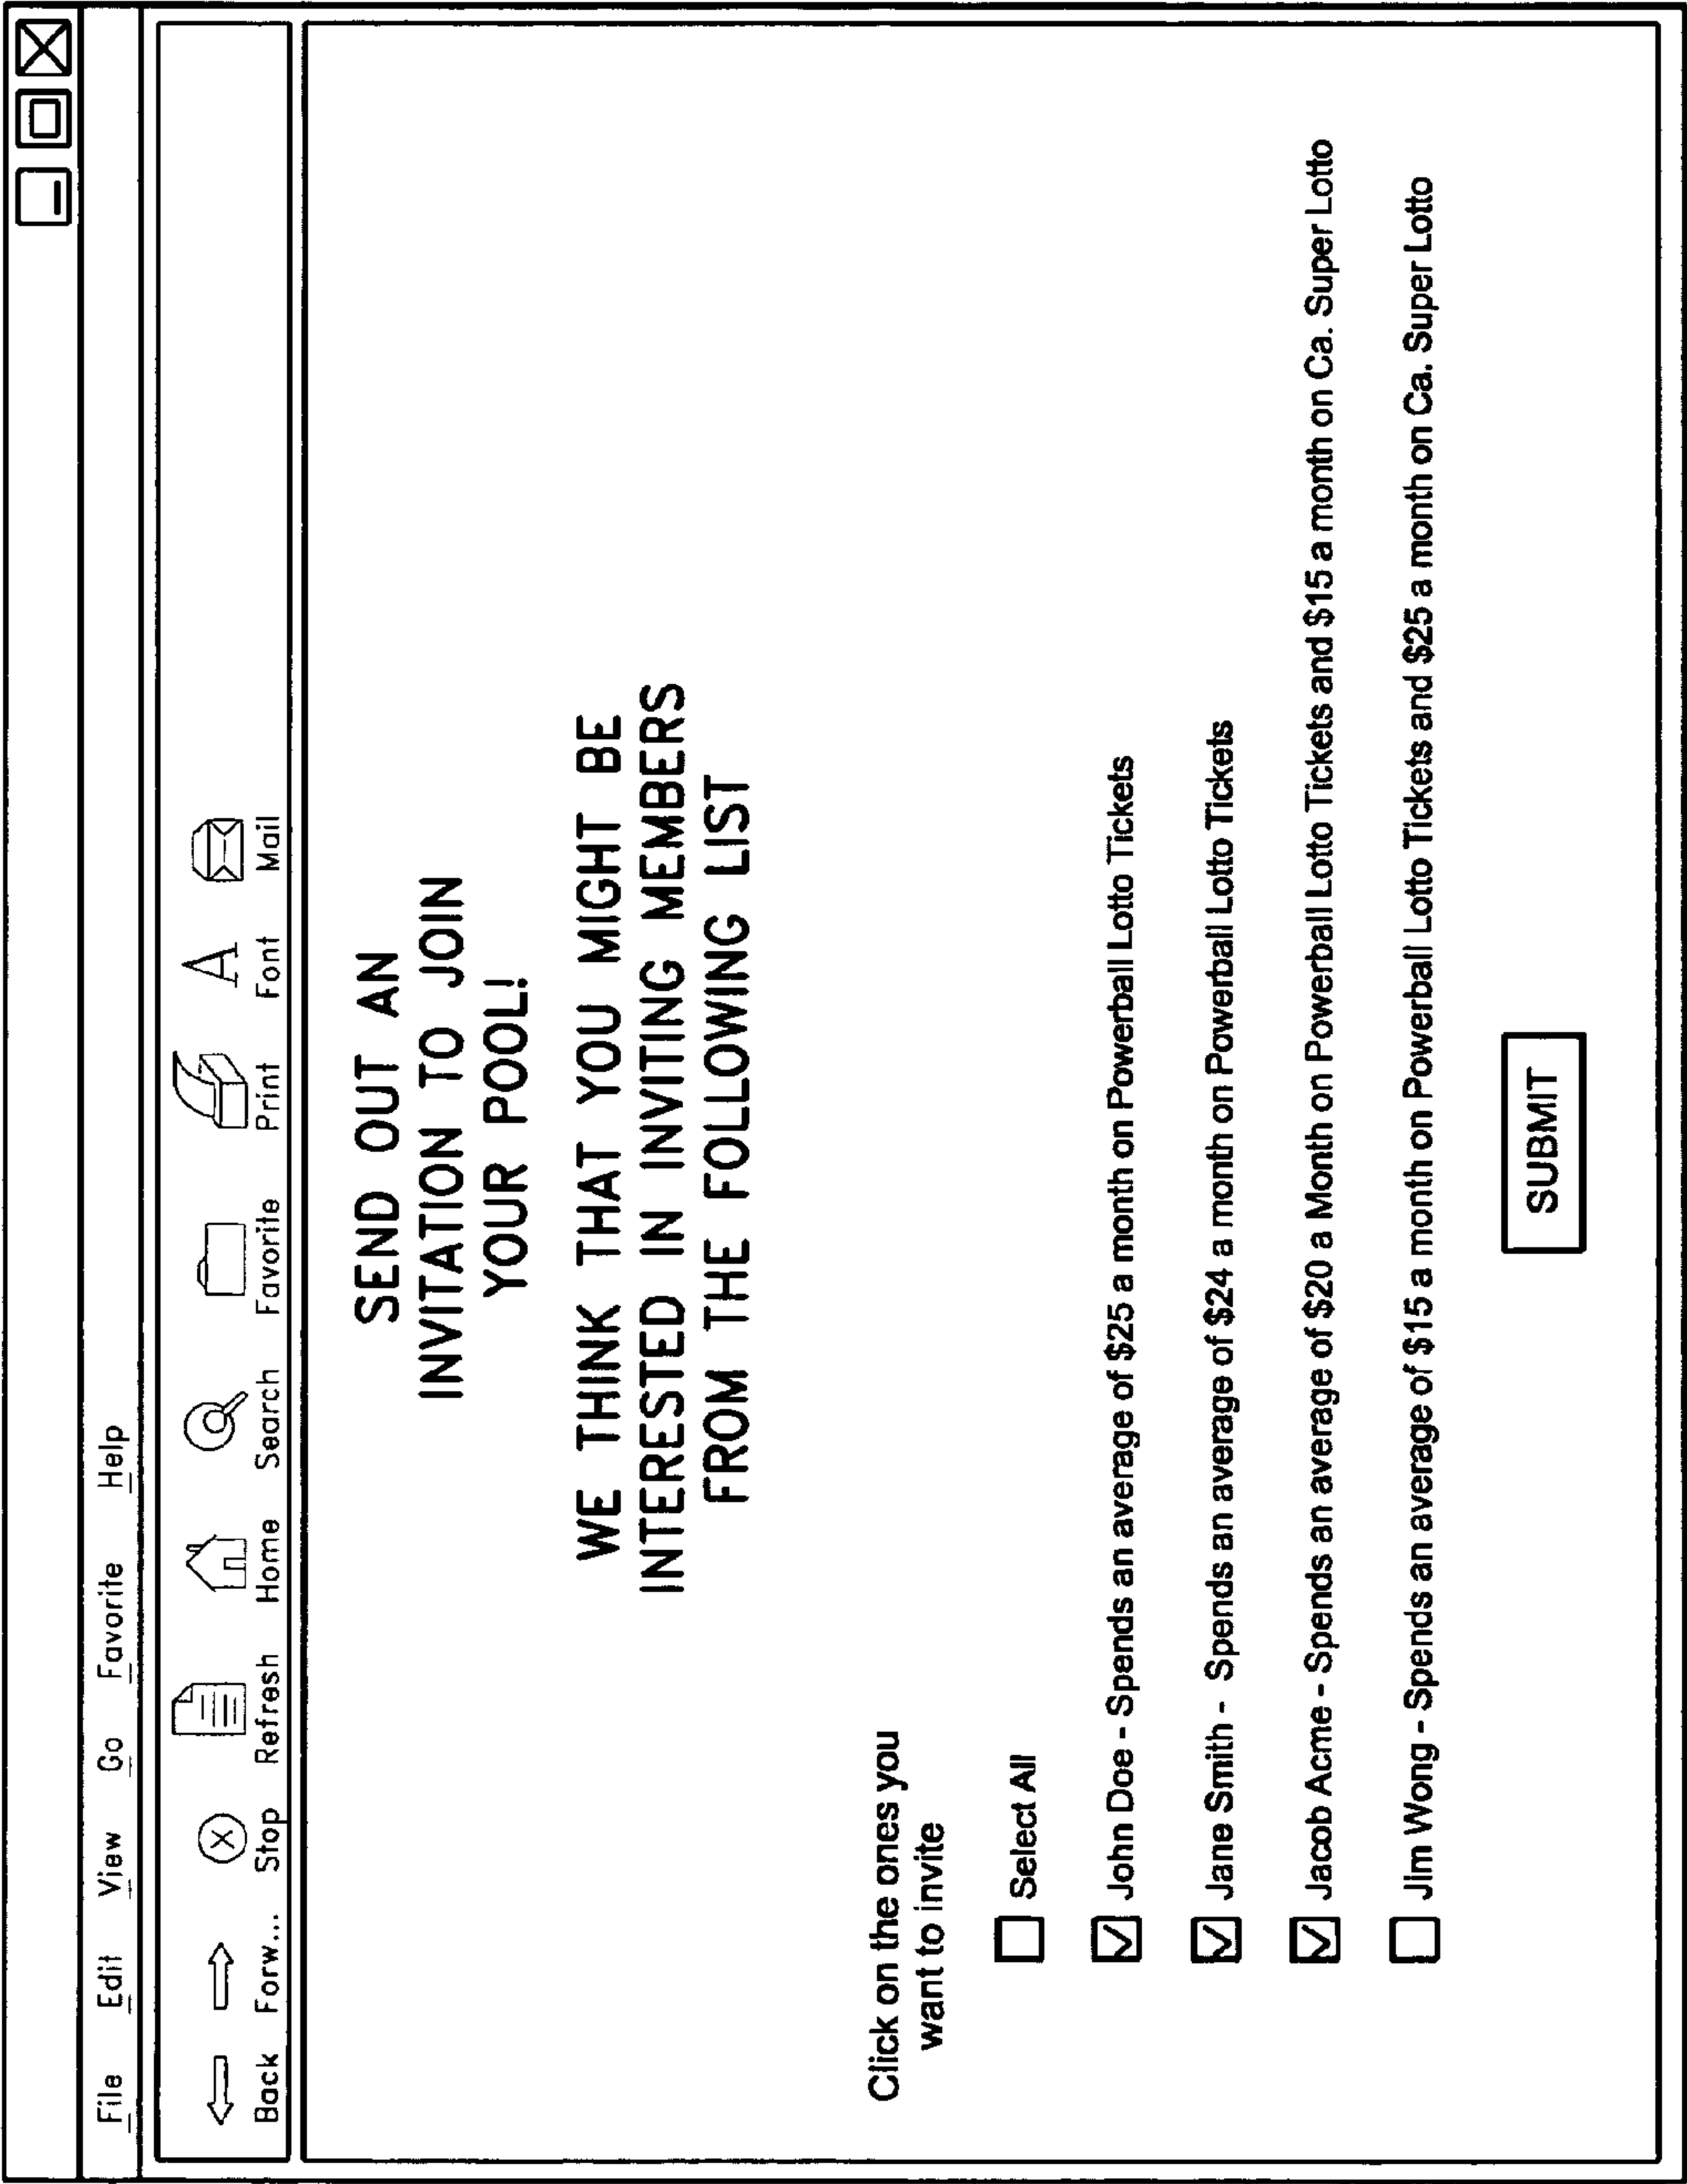 File Edit View Go Favorite Help
Back Forw... Stop Refresh Home Search Favorite Print Font Mail
SEND OUT AN
INVITATION TO JOIN
YOUR POOL!
WE THINK THAT YOU MIGHT BE
INTERESTED IN INVITING MEMBERS
FROM THE FOLLOWING LIST
Click on the ones you
want to invite
Select All
John Doe - Spends an average of $25 a month on Powerball Lotto Tickets
Jane Smith - Spends an average of $24 a month on Powerball Lotto Tickets
Jacob Acme - Spends an average of $20 a Month on Powerball Lotto Tickets and $15 a month on Ca. Super Lotto
Jim Wong - Spends an average of $15 a month on Powerball Lotto Tickets and $25 a month on Ca. Super Lotto
SUBMIT